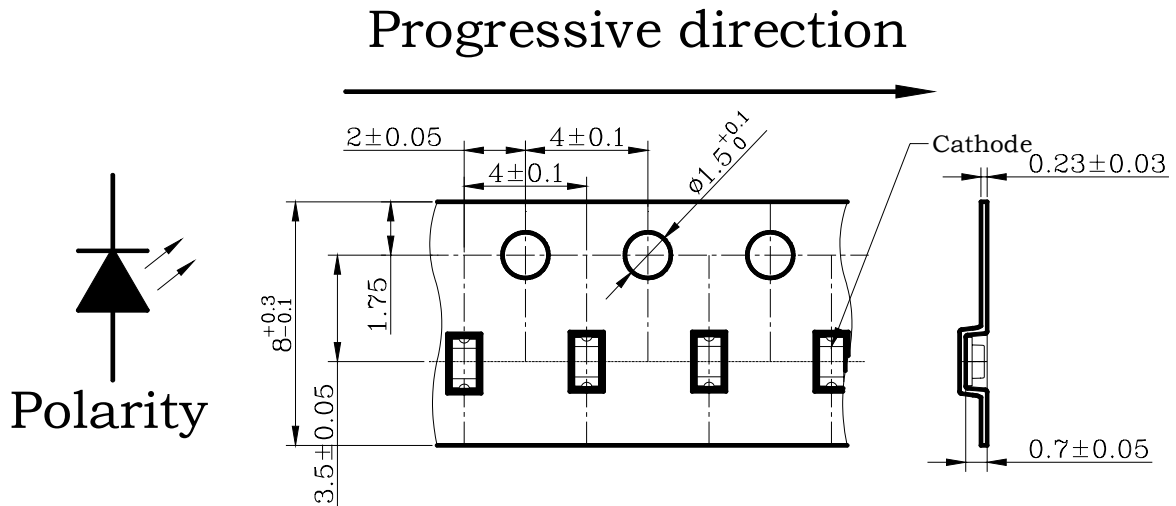 Progressive direction
2±0.05
4±0.1
4±0.1
ø1.5 +0.1 0
Cathode
0.23±0.03
8 +0.3 -0.1
1.75
3.5±0.05
Polarity
0.7±0.05